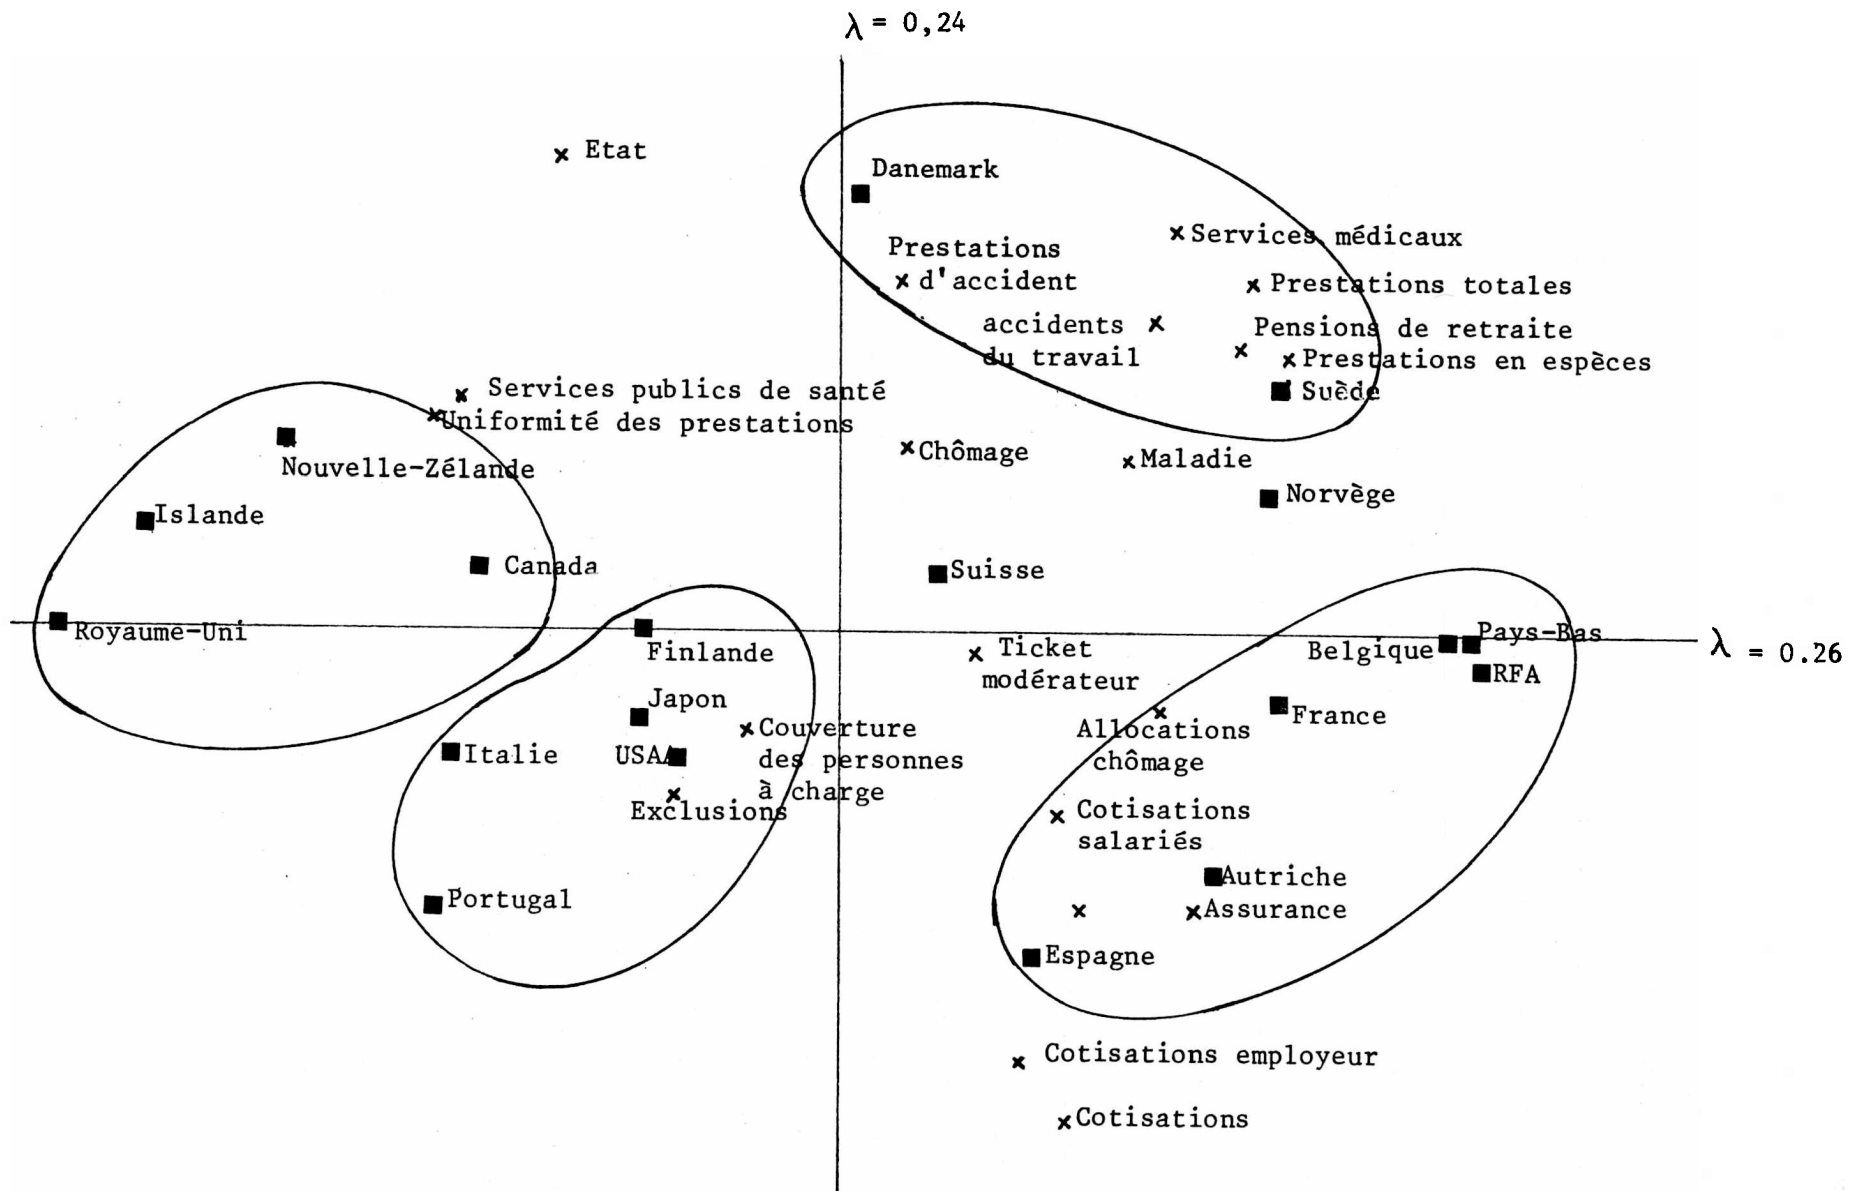 λ = 0,24
Etat
Danemark
Services médicaux
Prestations
d'accident
Prestations totales
accidents
du travail
Pensions de retraite
Prestations en espèces
Suède
Services publics de santé
Uniformité des prestations
Chômage
Maladie
Nouvelle-Zélande
Norvège
Islande
Canada
Suisse
Royaume-Uni
Finlande
Ticket
modérateur
Belgique
Pays-Bas
λ = 0.26
RFA
Japon
France
Italie
USAA
Couverture
des personnes
à charge
Allocations
chômage
Exclusions
Cotisations
salariés
Autriche
Portugal
Assurance
Espagne
Cotisations employeur
Cotisations